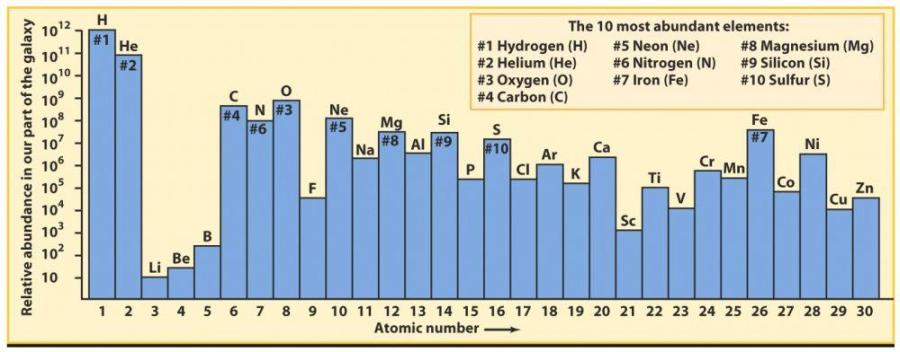 Relative abundance in our part of the galaxy
10¹²
10¹¹
10¹⁰
10⁹
10⁸
10⁷
10⁶
10⁵
10⁴
10³
10²
10
The 10 most abundant elements:
#1 Hydrogen (H) #5 Neon (Ne) #8 Magnesium (Mg)
#2 Helium (He) #6 Nitrogen (N) #9 Silicon (Si)
#3 Oxygen (O) #7 Iron (Fe) #10 Sulfur (S)
#4 Carbon (C)
H
#1
He
#2
Li
Be
B
C
#4
N
#6
O
#3
F
Ne
#5
Na
Mg
#8
Al
Si
#9
P
S
#10
Cl
Ar
K
Ca
Sc
Ti
V
Cr
Mn
Fe
#7
Co
Ni
Cu
Zn
1 2 3 4 5 6 7 8 9 10 11 12 13 14 15 16 17 18 19 20 21 22 23 24 25 26 27 28 29 30
Atomic number